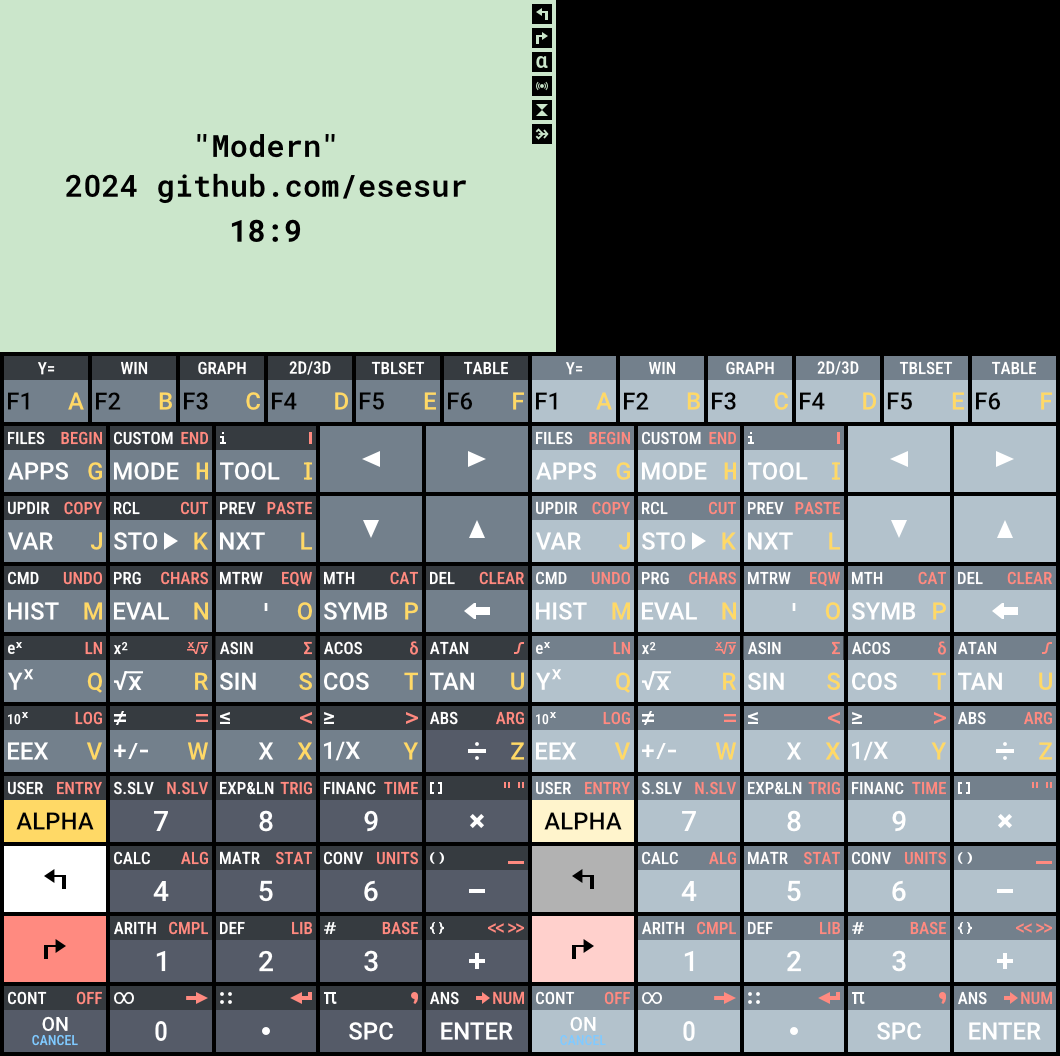 α
"Modern"
2024 github.com/esesur
18:9
Y= WIN GRAPH 2D/3D TBLSET TABLE Y= WIN GRAPH 2D/3D TBLSET TABLE
F1 A F2 B F3 C F4 D F5 E F6 F F1 A F2 B F3 C F4 D F5 E F6 F
FILES BEGIN CUSTOM END i I FILES BEGIN CUSTOM END i I
APPS G MODE H TOOL I ◀ ▶ APPS G MODE H TOOL I ◀ ▶
UPDIR COPY RCL CUT PREV PASTE UPDIR COPY RCL CUT PREV PASTE
VAR J STO▶ K NXT L ▼ ▲ VAR J STO▶ K NXT L ▼ ▲
CMD UNDO PRG CHARS MTRW EQW MTH CAT DEL CLEAR CMD UNDO PRG CHARS MTRW EQW MTH CAT DEL CLEAR
HIST M EVAL N ' O SYMB P ← HIST M EVAL N ' O SYMB P ←
eˣ LN x² ˣ√y ASIN Σ ACOS δ ATAN ∫ eˣ LN x² ˣ√y ASIN Σ ACOS δ ATAN ∫
Yˣ Q √x R SIN S COS T TAN U Yˣ Q √x R SIN S COS T TAN U
10ˣ LOG ≠ = ≤ < ≥ > ABS ARG 10ˣ LOG ≠ = ≤ < ≥ > ABS ARG
EEX V +/- W X X 1/X Y ÷ Z EEX V +/- W X X 1/X Y ÷ Z
USER ENTRY S.SLV N.SLV EXP&LN TRIG FINANC TIME [] " " USER ENTRY S.SLV N.SLV EXP&LN TRIG FINANC TIME [] " "
ALPHA 7 8 9 × ALPHA 7 8 9 ×
CALC ALG MATR STAT CONV UNITS () _ CALC ALG MATR STAT CONV UNITS () _
↰ 4 5 6 − ↰ 4 5 6 −
ARITH CMPL DEF LIB # BASE {} <<>> ARITH CMPL DEF LIB # BASE {} <<>>
↱ 1 2 3 + ↱ 1 2 3 +
CONT OFF ∞ → :: ↵ π , ANS →NUM CONT OFF ∞ → :: ↵ π , ANS →NUM
ON 0 . SPC ENTER ON 0 . SPC ENTER
CANCEL CANCEL